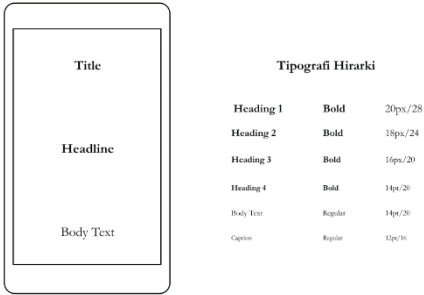 Title
Headline
Body Text
Tipografi Hirarki
Heading 1 Bold 20px/28
Heading 2 Bold 18px/24
Heading 3 Bold 16px/20
Heading 4 Bold 14pt/20
Body Text Regular 14pt/20
Caption Regular 12pt/16